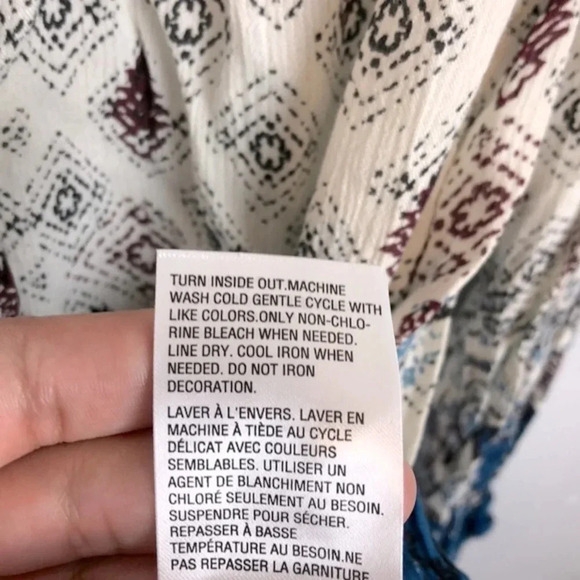 TURN INSIDE OUT.MACHINE
WASH COLD GENTLE CYCLE WITH
LIKE COLORS.ONLY NON-CHLO-
RINE BLEACH WHEN NEEDED.
LINE DRY. COOL IRON WHEN
NEEDED. DO NOT IRON
DECORATION.
LAVER À L'ENVERS. LAVER EN
MACHINE À TIÈDE AU CYCLE
DÉLICAT AVEC COULEURS
SEMBLABLES. UTILISER UN
AGENT DE BLANCHIMENT NON
CHLORÉ SEULEMENT AU BESOIN.
SUSPENDRE POUR SÉCHER.
REPASSER À BASSE
TEMPÉRATURE AU BESOIN.NE
PAS REPASSER LA GARNITURE